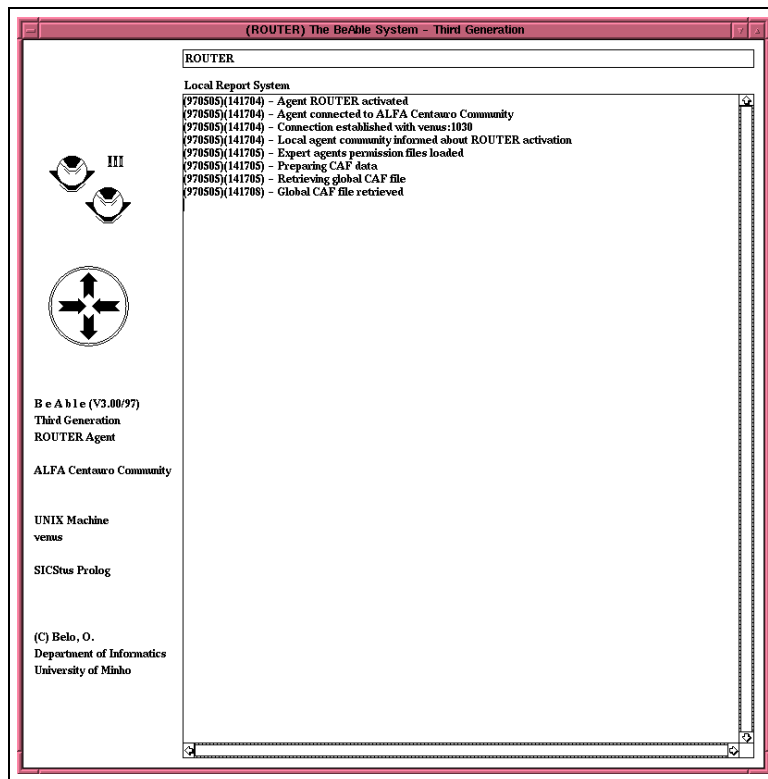 (ROUTER) The BeAble System - Third Generation
ROUTER
Local Report System
(970505)(141704) - Agent ROUTER activated
(970505)(141704) - Agent connected to ALFA Centauro Community
(970505)(141704) - Connection established with venus:1030
(970505)(141704) - Local agent community informed about ROUTER activation
(970505)(141705) - Expert agents permission files loaded
(970505)(141705) - Preparing CAF data
(970505)(141705) - Retrieving global CAF file
(970505)(141708) - Global CAF file retrieved
III
B e A b l e (V3.00/97)
Third Generation
ROUTER Agent
ALFA Centauro Community
UNIX Machine
venus
SICStus Prolog
(C) Belo, O.
Department of Informatics
University of Minho